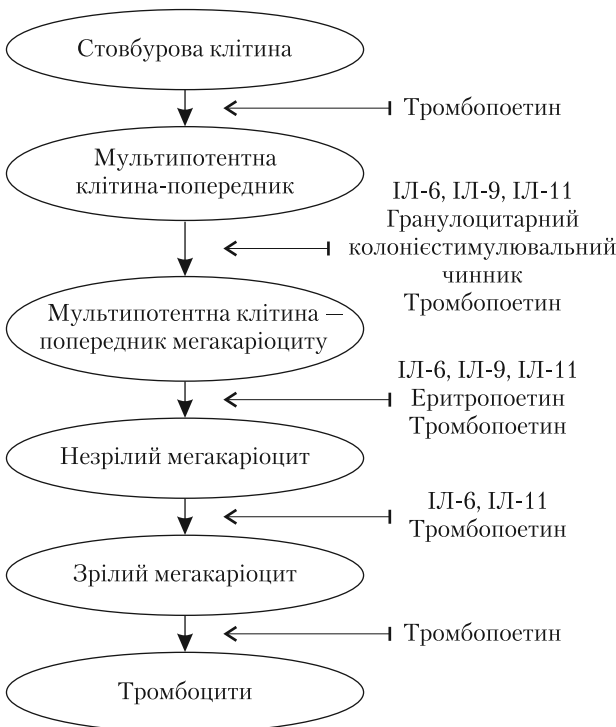 Стовбурова клітина
Тромбопоетин
Мультипотентна
клітина-попередник
ІЛ-6, ІЛ-9, ІЛ-11
Гранулоцитарний
колонієстимулювальний
чинник
Тромбопоетин
Мультипотентна клітина –
попередник мегакаріоциту
ІЛ-6, ІЛ-9, ІЛ-11
Еритропоетин
Тромбопоетин
Незрілий мегакаріоцит
ІЛ-6, ІЛ-11
Тромбопоетин
Зрілий мегакаріоцит
Тромбопоетин
Тромбоцити